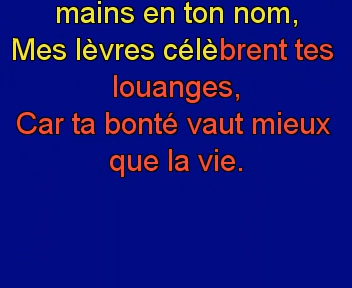 mains en ton nom,
Mes lèvres célèbrent tes
louanges,
Car ta bonté vaut mieux
que la vie.